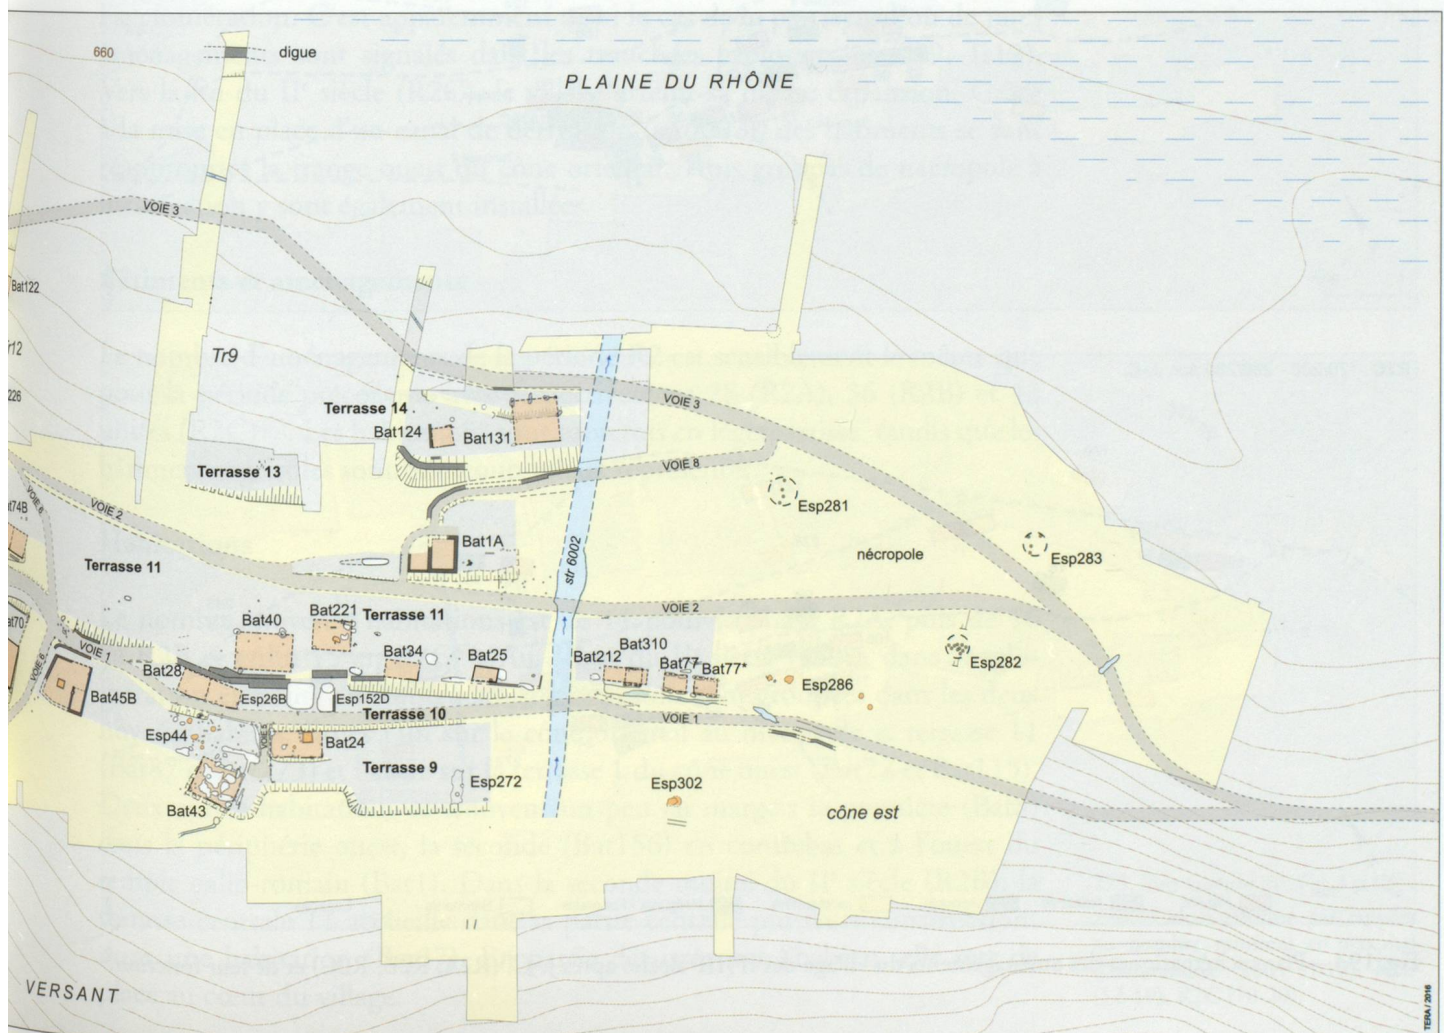 660
digue
PLAINE DU RHÔNE
VOIE 3
Bat122
Tr9
VOIE 3
Terrasse 14
Bat124
Bat131
VOIE 8
Terrasse 13
Esp281
VOIE 2
Bat1A
str 6002
nécropole
Esp283
Terrasse 11
Bat221
Terrasse 11
VOIE 2
Bat40
Bat34
Bat25
Bat310
Bat212
Bat77
Bat77*
Esp282
VOIE 1
Bat28
Esp286
Bat45B
Esp26B
Esp152D
Terrasse 10
VOIE 1
Esp44
Bat24
Terrasse 9
Esp272
Esp302
Bat43
cône est
VERSANT
TERA / 2016